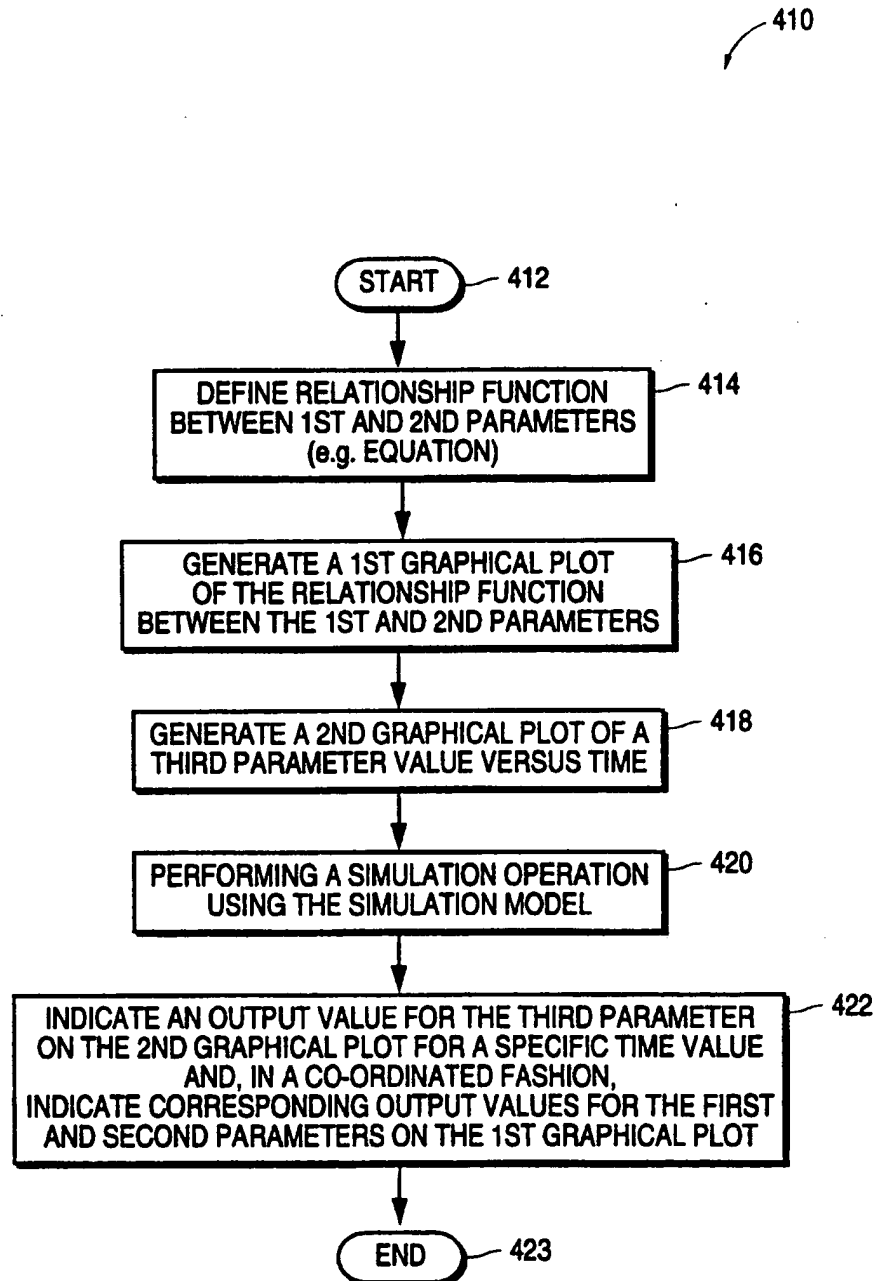 410
START
412
DEFINE RELATIONSHIP FUNCTION
BETWEEN 1ST AND 2ND PARAMETERS
(e.g. EQUATION)
414
GENERATE A 1ST GRAPHICAL PLOT
OF THE RELATIONSHIP FUNCTION
BETWEEN THE 1ST AND 2ND PARAMETERS
416
GENERATE A 2ND GRAPHICAL PLOT OF A
THIRD PARAMETER VALUE VERSUS TIME
418
PERFORMING A SIMULATION OPERATION
USING THE SIMULATION MODEL
420
INDICATE AN OUTPUT VALUE FOR THE THIRD PARAMETER
ON THE 2ND GRAPHICAL PLOT FOR A SPECIFIC TIME VALUE
AND, IN A CO-ORDINATED FASHION,
INDICATE CORRESPONDING OUTPUT VALUES FOR THE FIRST
AND SECOND PARAMETERS ON THE 1ST GRAPHICAL PLOT
422
END
423